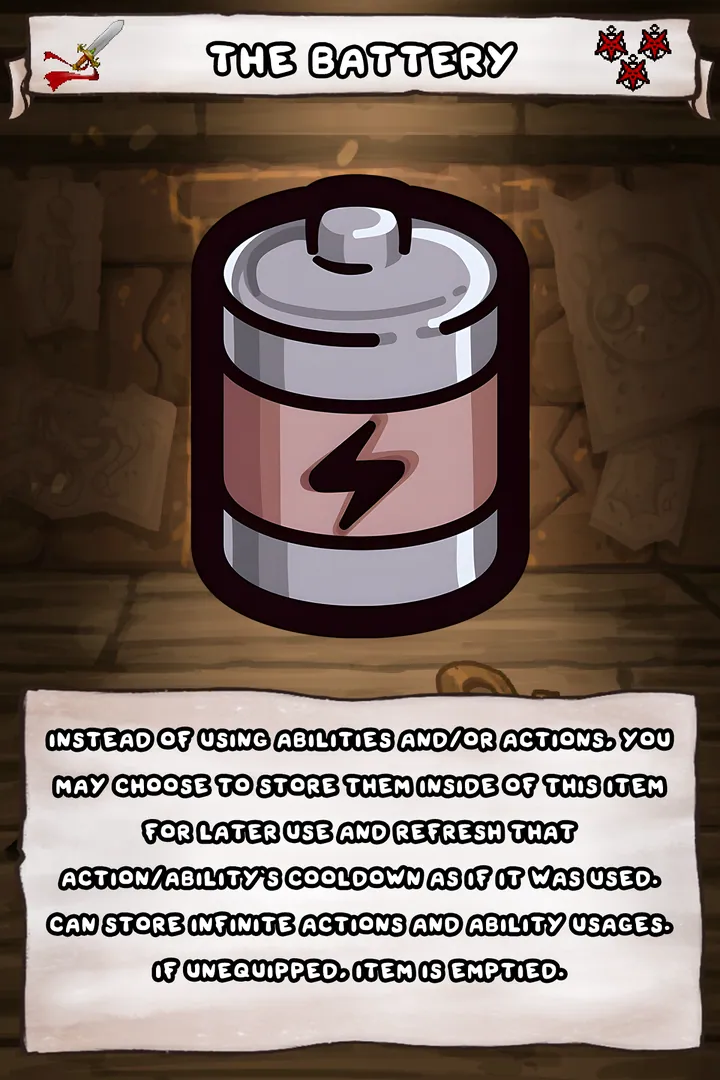 THE BATTERY
INSTEAD OF USING ABILITIES AND/OR ACTIONS, YOU
MAY CHOOSE TO STORE THEM INSIDE OF THIS ITEM
FOR LATER USE AND REFRESH THAT
ACTION/ABILITY'S COOLDOWN AS IF IT WAS USED.
CAN STORE INFINITE ACTIONS AND ABILITY USAGES.
IF UNEQUIPPED, ITEM IS EMPTIED.